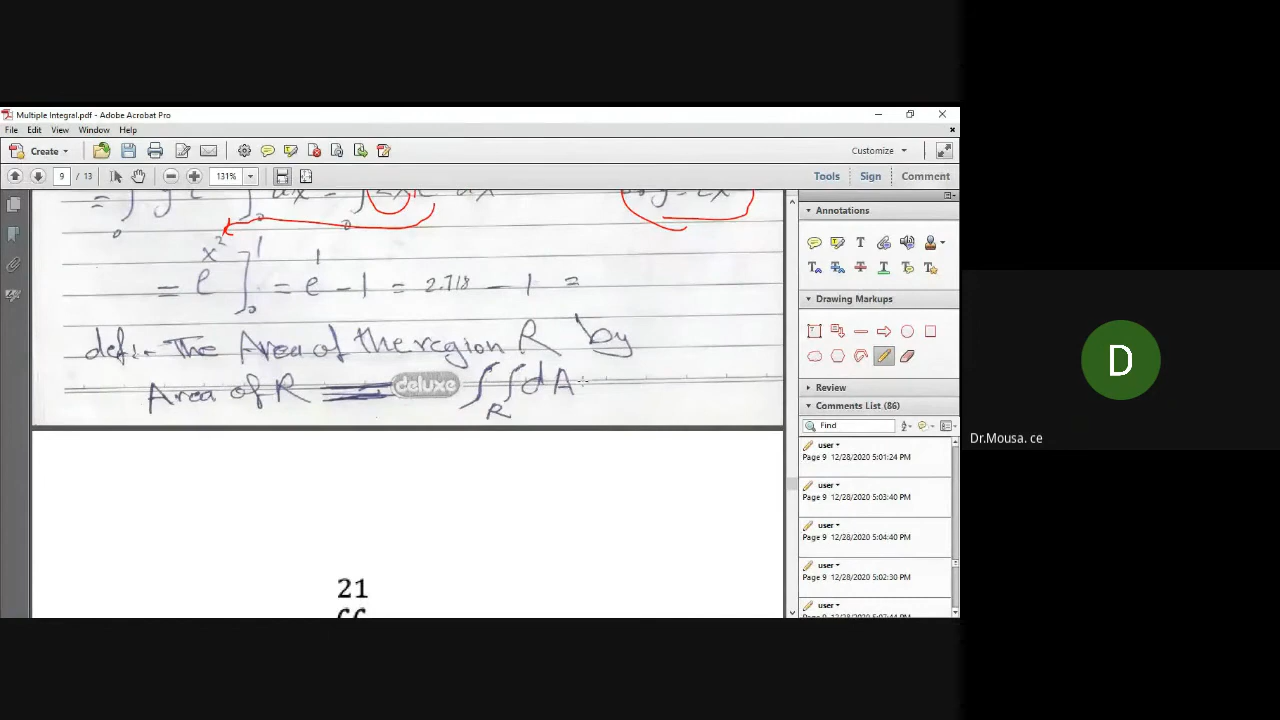 Multiple Integral.pdf - Adobe Acrobat Pro
File Edit View Window Help
Create Customize
9 / 13 131% Tools Sign Comment
Annotations
= e^{x^2} ]_0^1 = e^1 - 1 = 2.718 - 1 =
def:- The Area of the region R by
Area of R = deluxe ∫∫_R dA
21
Drawing Markups
Review
Comments List (86)
Find
user
Page 9 12/28/2020 5:01:24 PM
user
Page 9 12/28/2020 5:03:40 PM
user
Page 9 12/28/2020 5:04:40 PM
user
Page 9 12/28/2020 5:02:30 PM
user
D
Dr.Mousa. ce